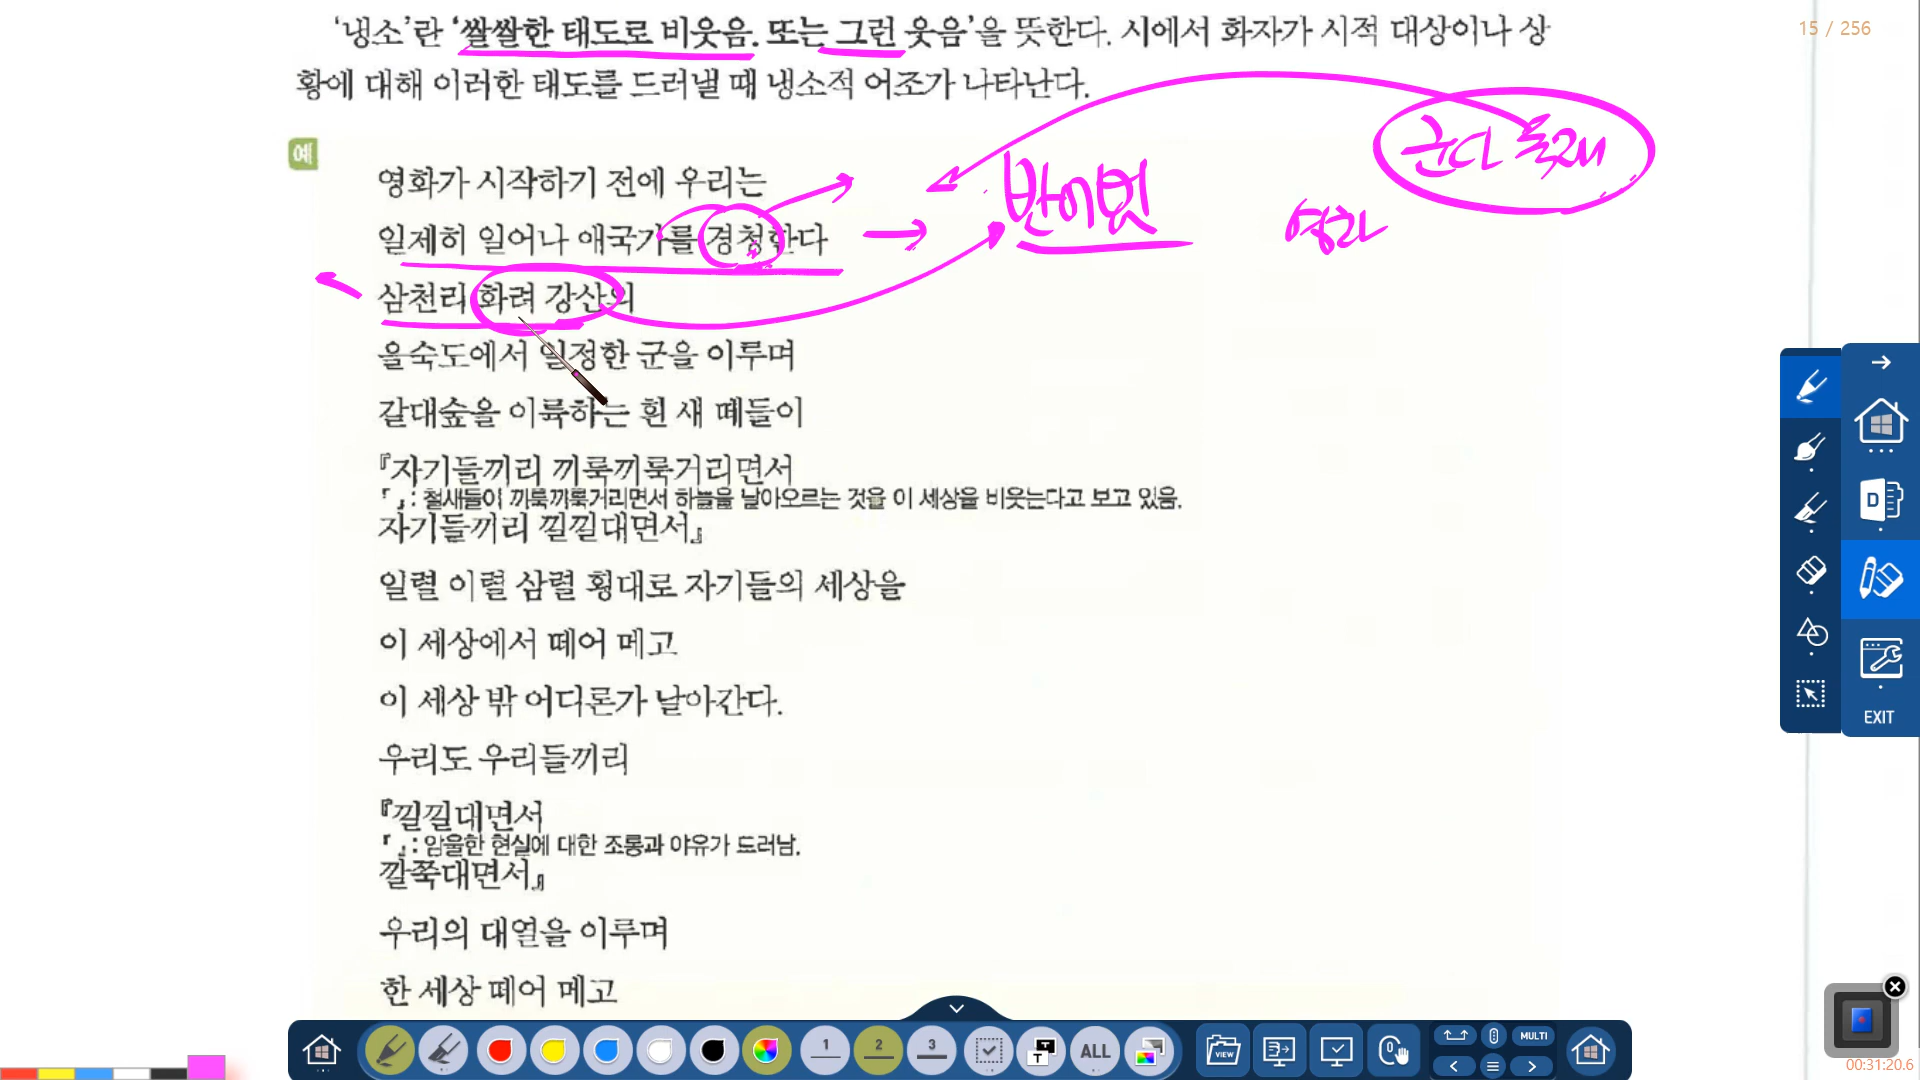 '냉소'란 '쌀쌀한 태도로 비웃음. 또는 그런 웃음'을 뜻한다. 시에서 화자가 시적 대상이나 상
황에 대해 이러한 태도를 드러낼 때 냉소적 어조가 나타난다.
15 / 256
군다 독재
예
영화가 시작하기 전에 우리는
반어법
영화
일제히 일어나 애국가를 경청한다
삼천리 화려 강산의
을숙도에서 일정한 군을 이루며
갈대숲을 이륙하는 흰 새 떼들이
『자기들끼리 끼룩끼룩거리면서
『 』: 철새들이 끼룩끼룩거리면서 하늘을 날아오르는 것을 이 세상을 비웃는다고 보고 있음.
자기들끼리 낄낄대면서』
일렬 이렬 삼렬 횡대로 자기들의 세상을
이 세상에서 떼어 메고
이 세상 밖 어디론가 날아간다.
우리도 우리들끼리
『낄낄대면서
『 』: 암울한 현실에 대한 조롱과 야유가 드러남.
깔쭉대면서』
우리의 대열을 이루며
한 세상 떼어 메고
EXIT
1
2
3
T
T
ALL
VIEW
MULTI
00:31:20.6